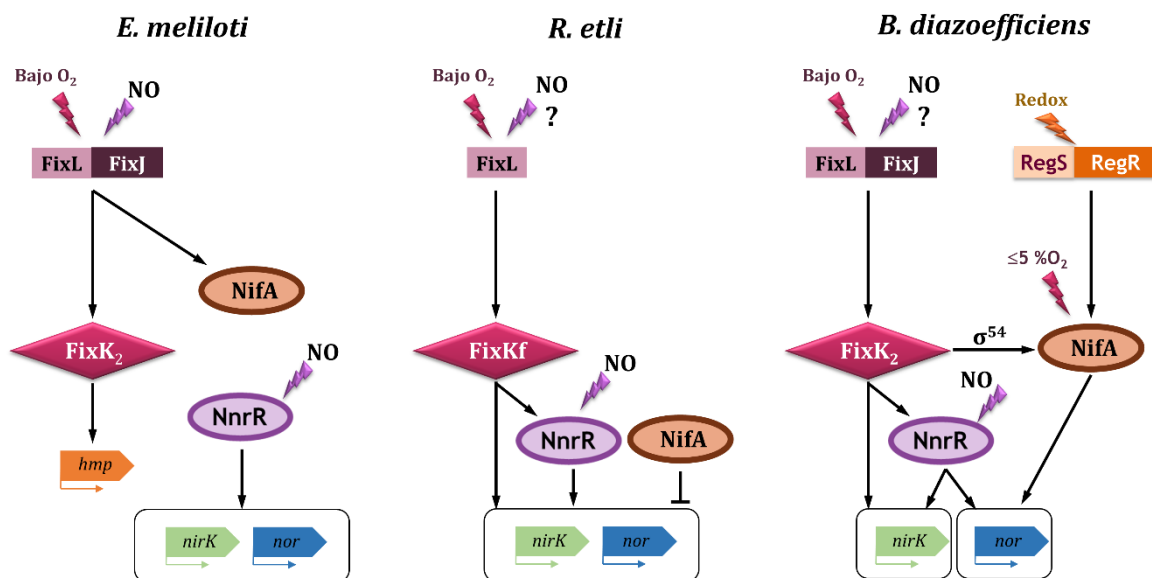 E. meliloti
Bajo O₂
NO
FixL
FixJ
NifA
FixK₂
NO
NnrR
hmp
nirK
nor
R. etli
Bajo O₂
NO
?
FixL
FixKf
NO
NnrR
NifA
nirK
nor
B. diazoefficiens
Bajo O₂
NO
?
Redox
FixL
FixJ
RegS
RegR
≤5 %O₂
FixK₂
σ⁵⁴
NifA
NO
NnrR
nirK
nor